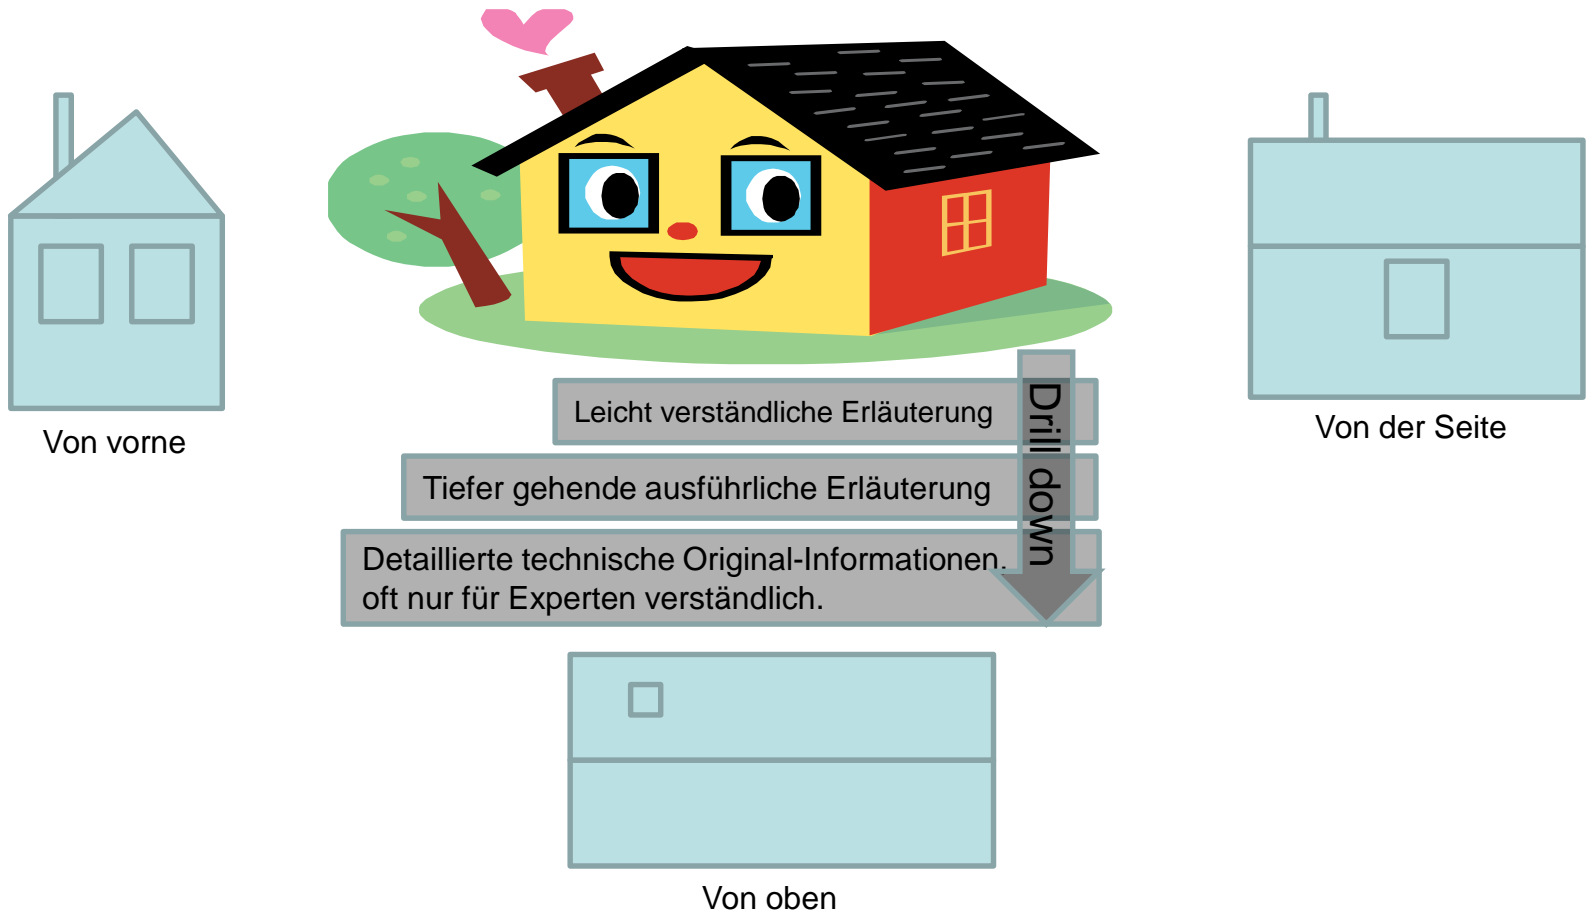 Leicht verständliche Erläuterung
Tiefer gehende ausführliche Erläuterung
Detaillierte technische Original-Informationen,
oft nur für Experten verständlich.
Drill down
Von vorne
Von der Seite
Von oben